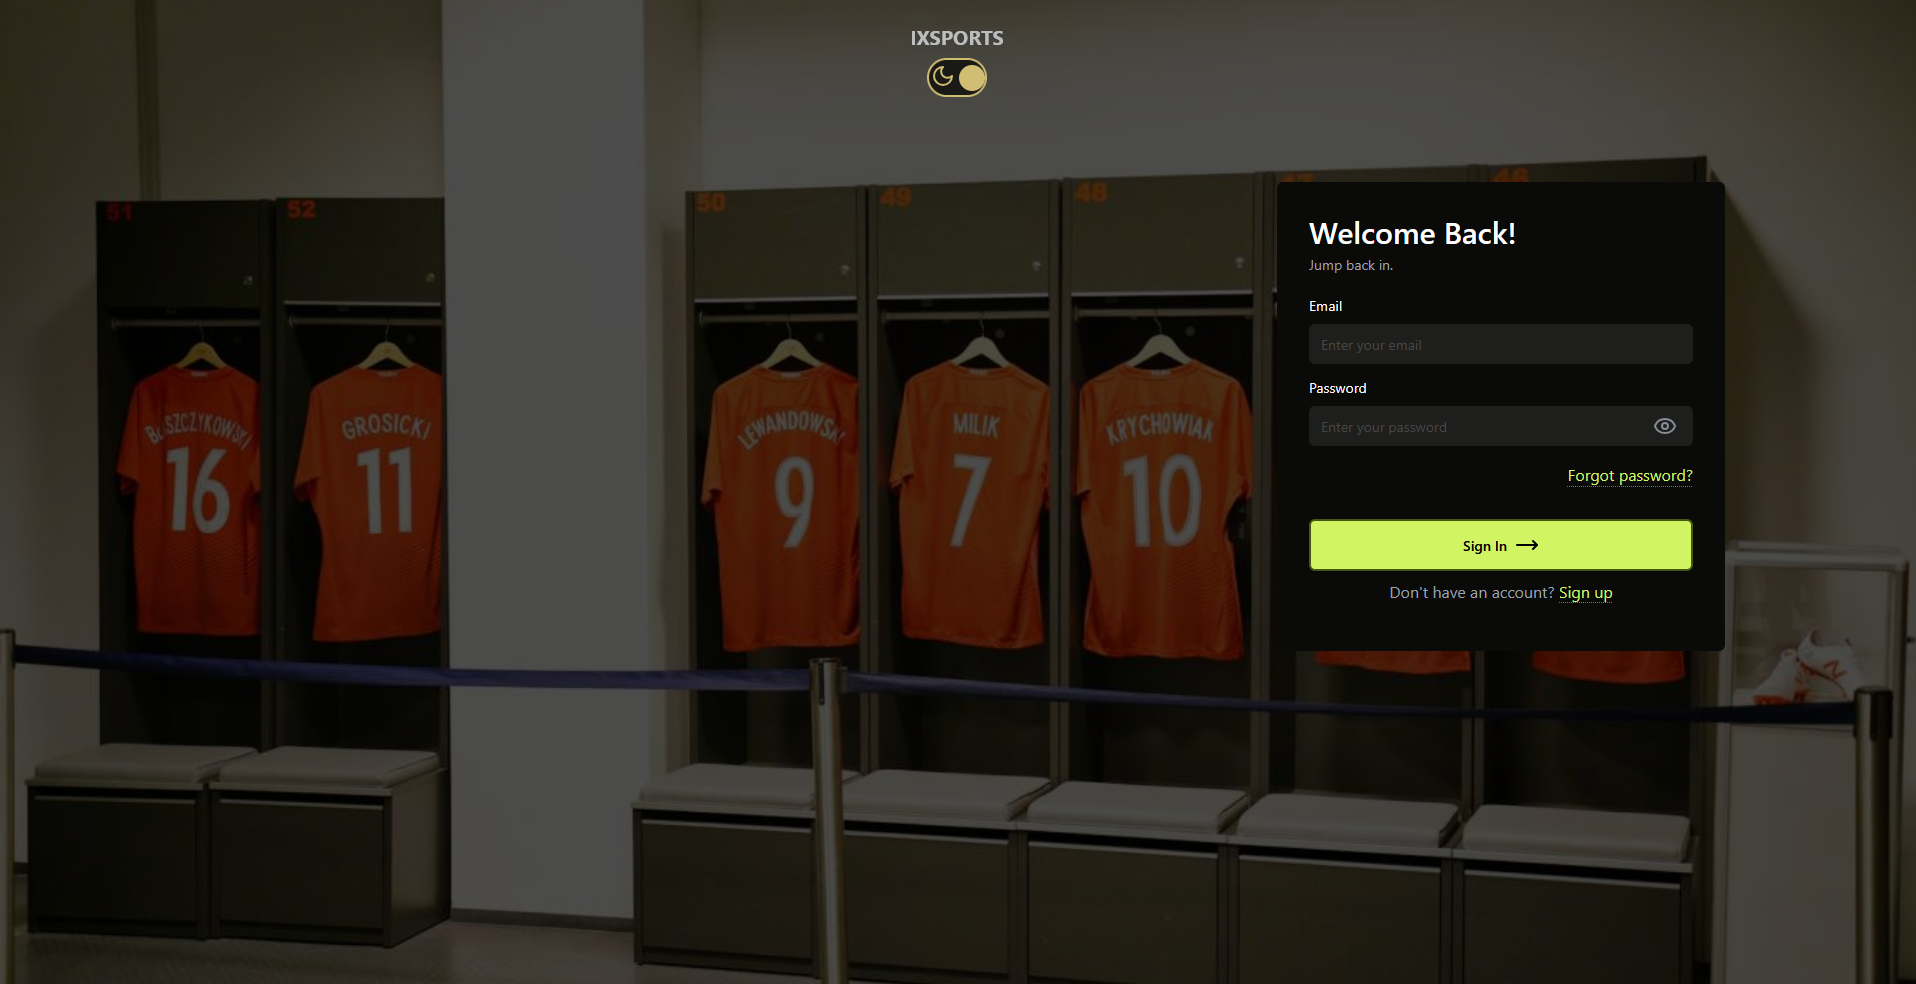 IXSPORTS
51
52
50
49
48
46
Welcome Back!
Jump back in.
Email
Enter your email
Password
Enter your password
Forgot password?
Sign In
Don't have an account? Sign up
BŁASZCZYKOWSKI
16
GROSICKI
11
LEWANDOWSKI
9
MILIK
7
KRYCHOWIAK
10